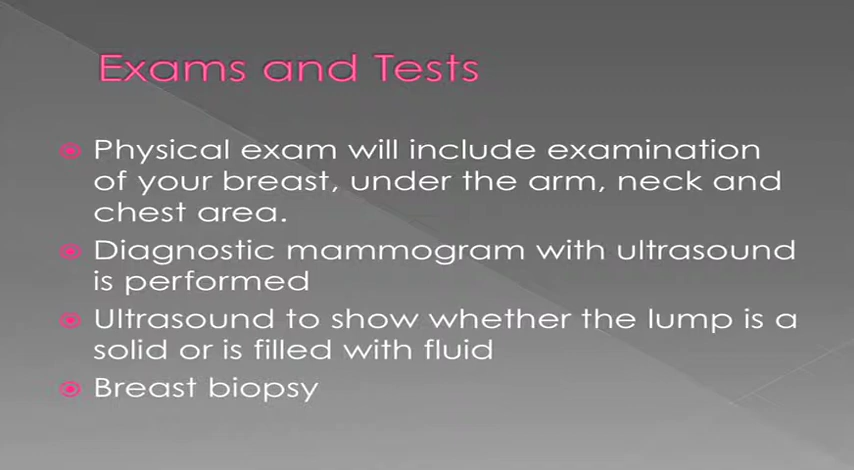 Exams and Tests
Physical exam will include examination
of your breast, under the arm, neck and
chest area.
Diagnostic mammogram with ultrasound
is performed
Ultrasound to show whether the lump is a
solid or is filled with fluid
Breast biopsy